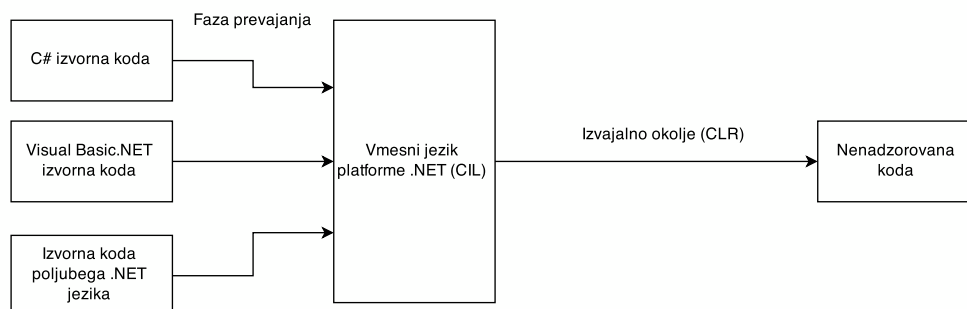 Faza prevajanja
C# izvorna koda
Visual Basic.NET
izvorna koda
Izvorna koda
poljubega .NET
jezika
Vmesni jezik
platforme .NET (CIL)
Izvajalno okolje (CLR)
Nenadzorovana
koda